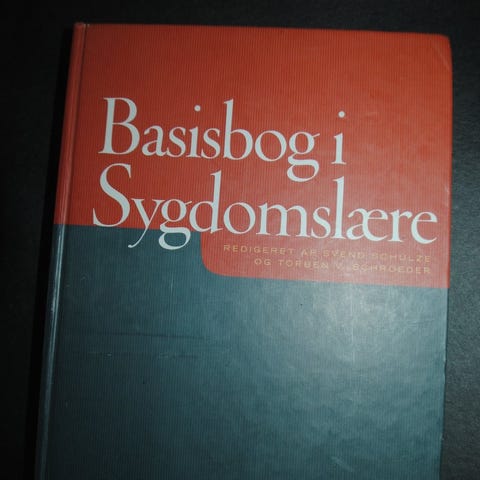 Basisbog i
Sygdomslære
REDIGERET AF SVEND SCHULZE
OG TORBEN V. SCHROEDER